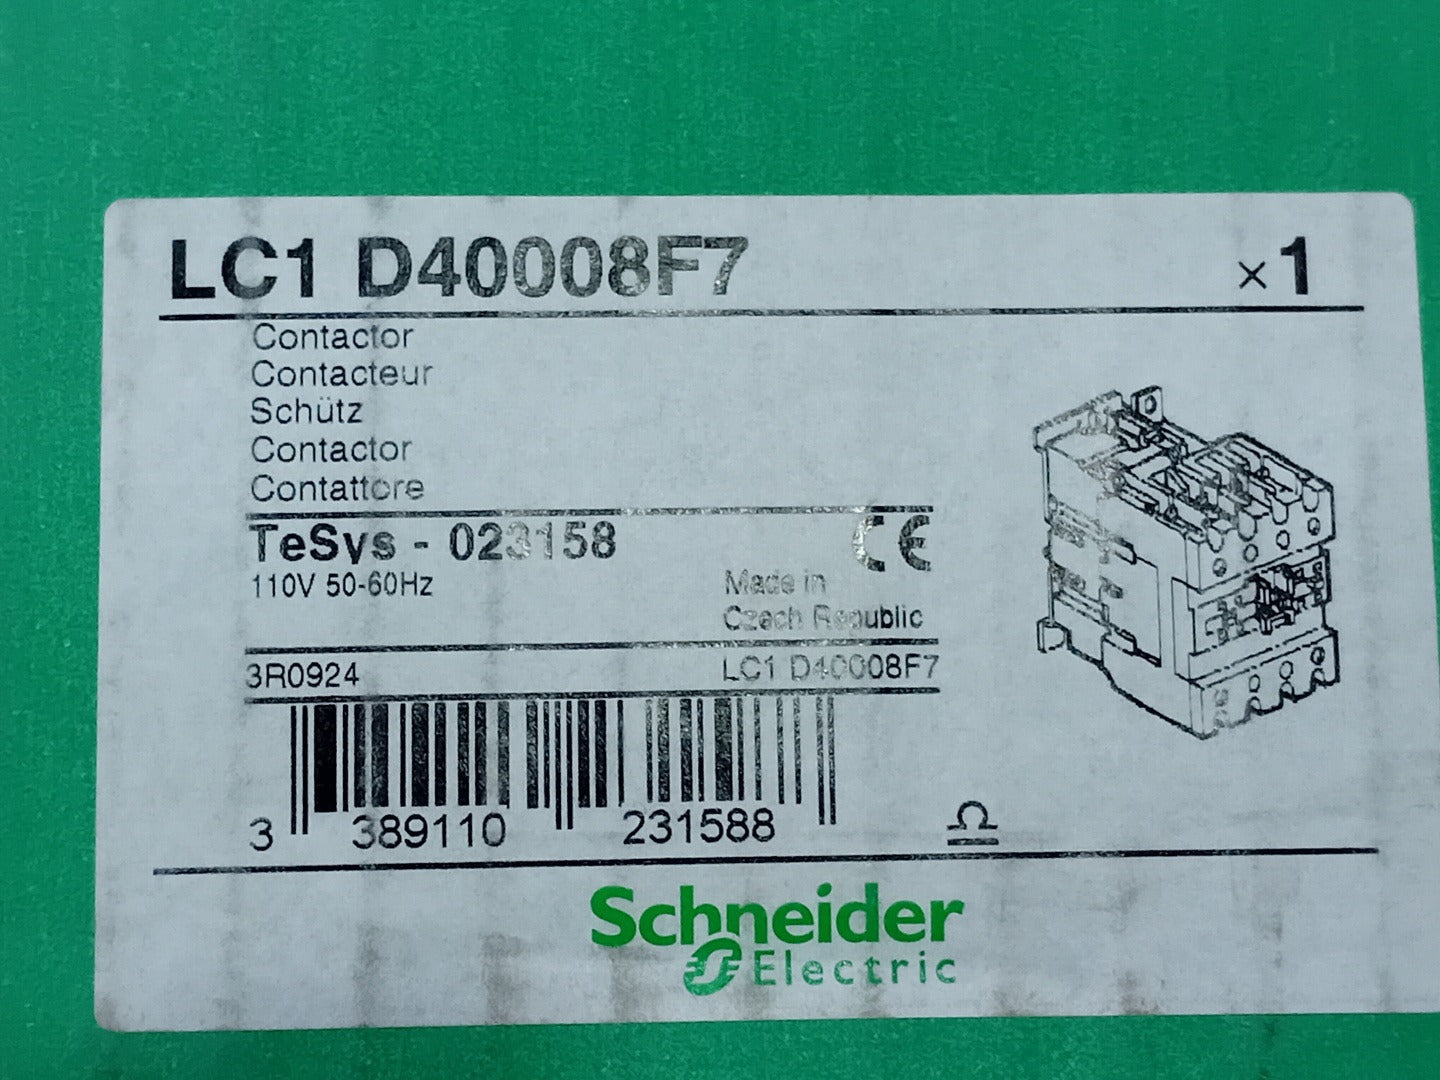 LC1 D40008F7 ×1
Contactor
Contacteur
Schütz
Contactor
Contattore
TeSys - 023158 CE
110V 50-60Hz
Made in
Czech Republic
3R0924 LC1 D40008F7
3 389110 231588
Schneider
Electric